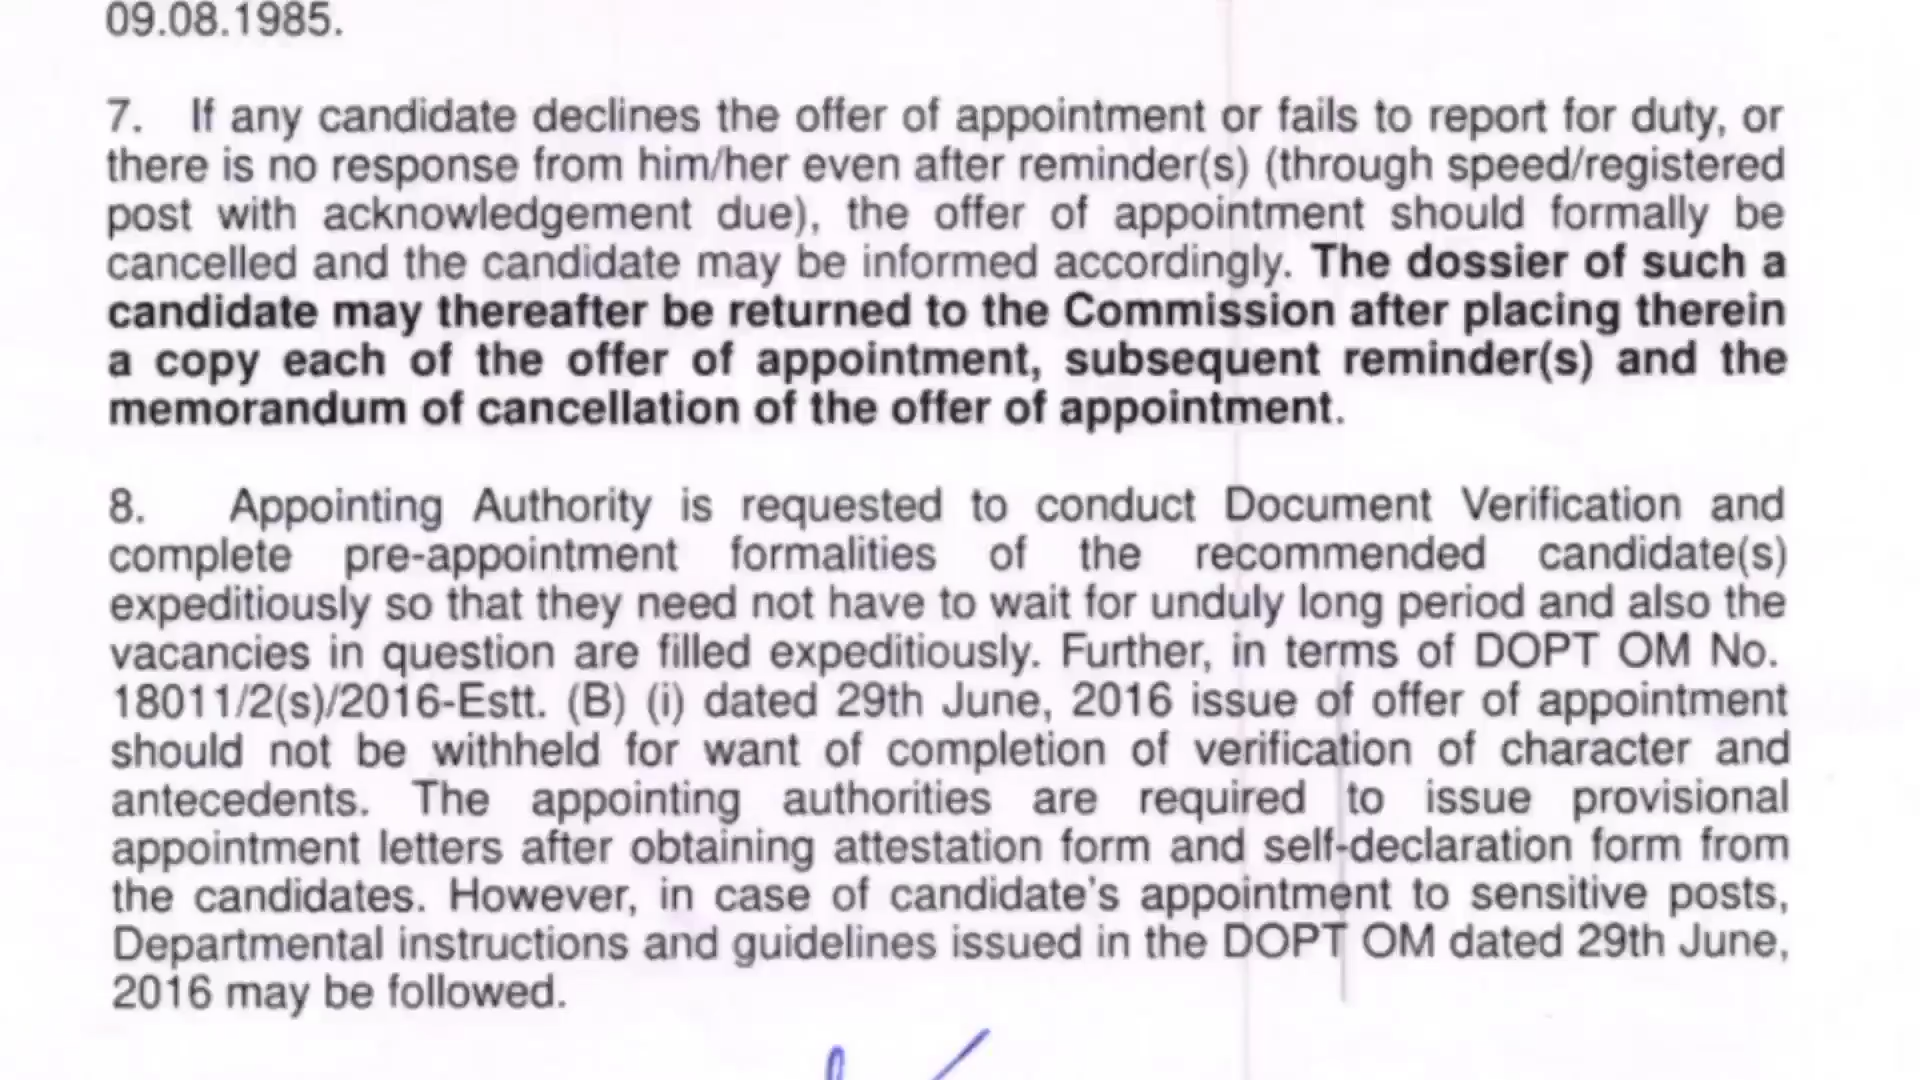 09.08.1985.
7. If any candidate declines the offer of appointment or fails to report for duty, or
there is no response from him/her even after reminder(s) (through speed/registered
post with acknowledgement due), the offer of appointment should formally be
cancelled and the candidate may be informed accordingly. The dossier of such a
candidate may thereafter be returned to the Commission after placing therein
a copy each of the offer of appointment, subsequent reminder(s) and the
memorandum of cancellation of the offer of appointment.
8. Appointing Authority is requested to conduct Document Verification and
complete pre-appointment formalities of the recommended candidate(s)
expeditiously so that they need not have to wait for unduly long period and also the
vacancies in question are filled expeditiously. Further, in terms of DOPT OM No.
18011/2(s)/2016-Estt. (B) (i) dated 29th June, 2016 issue of offer of appointment
should not be withheld for want of completion of verification of character and
antecedents. The appointing authorities are required to issue provisional
appointment letters after obtaining attestation form and self-declaration form from
the candidates. However, in case of candidate's appointment to sensitive posts,
Departmental instructions and guidelines issued in the DOPT OM dated 29th June,
2016 may be followed.